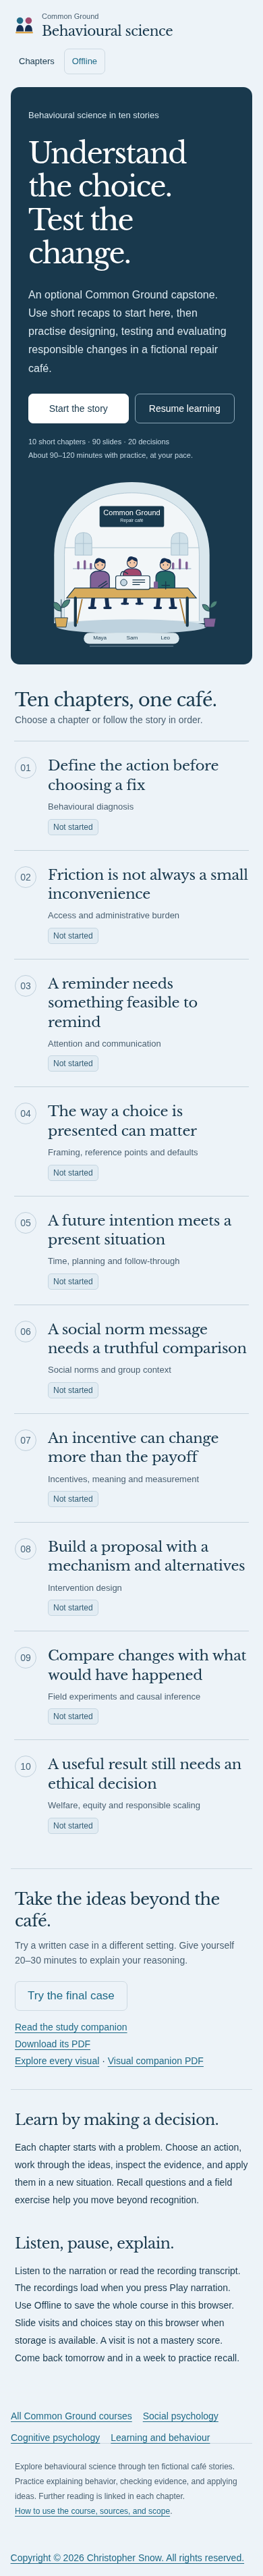 Common Ground
Behavioural science
Chapters
Offline
Behavioural science in ten stories
Understand
the choice.
Test the
change.
An optional Common Ground capstone.
Use short recaps to start here, then
practise designing, testing and evaluating
responsible changes in a fictional repair
café.
Start the story
Resume learning
10 short chapters · 90 slides · 20 decisions
About 90–120 minutes with practice, at your pace.
Common Ground
Repair café
Maya Sam Leo
Ten chapters, one café.
Choose a chapter or follow the story in order.
01
Define the action before
choosing a fix
Behavioural diagnosis
Not started
02
Friction is not always a small
inconvenience
Access and administrative burden
Not started
03
A reminder needs
something feasible to
remind
Attention and communication
Not started
04
The way a choice is
presented can matter
Framing, reference points and defaults
Not started
05
A future intention meets a
present situation
Time, planning and follow-through
Not started
06
A social norm message
needs a truthful comparison
Social norms and group context
Not started
07
An incentive can change
more than the payoff
Incentives, meaning and measurement
Not started
08
Build a proposal with a
mechanism and alternatives
Intervention design
Not started
09
Compare changes with what
would have happened
Field experiments and causal inference
Not started
10
A useful result still needs an
ethical decision
Welfare, equity and responsible scaling
Not started
Take the ideas beyond the
café.
Try a written case in a different setting. Give yourself
20–30 minutes to explain your reasoning.
Try the final case
Read the study companion
Download its PDF
Explore every visual · Visual companion PDF
Learn by making a decision.
Each chapter starts with a problem. Choose an action,
work through the ideas, inspect the evidence, and apply
them in a new situation. Recall questions and a field
exercise help you move beyond recognition.
Listen, pause, explain.
Listen to the narration or read the recording transcript.
The recordings load when you press Play narration.
Use Offline to save the whole course in this browser.
Slide visits and choices stay on this browser when
storage is available. A visit is not a mastery score.
Come back tomorrow and in a week to practice recall.
All Common Ground courses Social psychology
Cognitive psychology Learning and behaviour
Explore behavioural science through ten fictional café stories.
Practice explaining behavior, checking evidence, and applying
ideas. Further reading is linked in each chapter.
How to use the course, sources, and scope.
Copyright © 2026 Christopher Snow. All rights reserved.